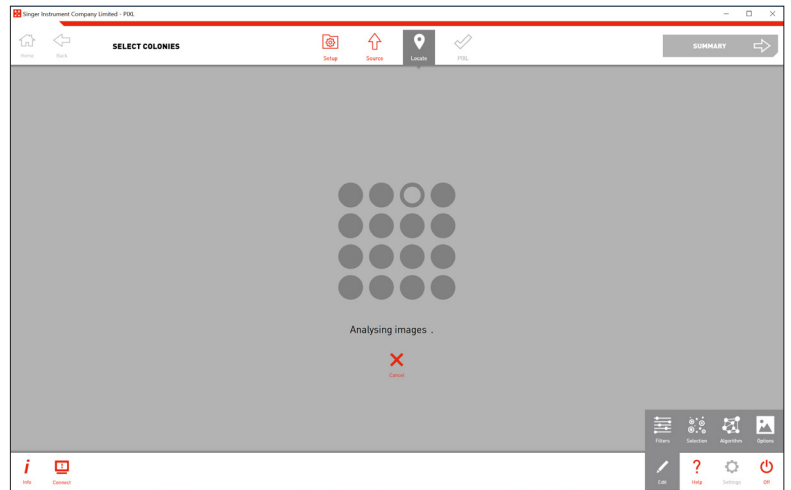 Singer Instrument Company Limited - PIXL
Home
Back
SELECT COLONIES
Setup
Source
Locate
PIXL
SUMMARY
Analysing images .
Cancel
Filters
Selection
Algorithm
Options
Info
Connect
Edit
Help
Settings
Off